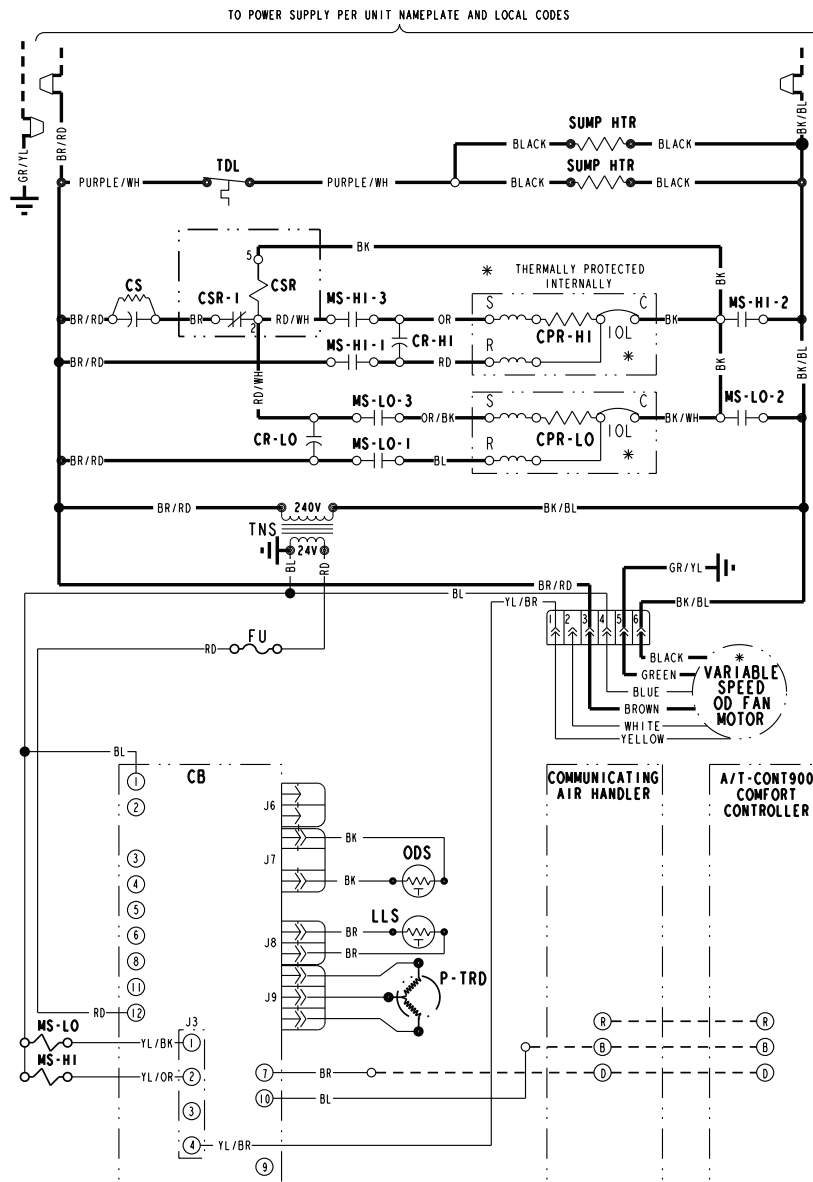 TO POWER SUPPLY PER UNIT NAMEPLATE AND LOCAL CODES
GR/YL
BR/RD
BK/BL
SUMP HTR
BLACK
BLACK
SUMP HTR
TDL
PURPLE/WH
PURPLE/WH
BLACK
BLACK
BK
5
CS
CSR-1
CSR
2
MS-HI-3
* THERMALLY PROTECTED
INTERNALLY
BK
MS-HI-2
BR/RD
BR
RD/WH
OR
S
C
CPR-HI
IOL
BK
CR-HI
MS-HI-1
R
*
BR/RD
RD
RD/WH
BK
BK/BL
MS-LO-3
S
C
MS-LO-2
OR/BK
CPR-LO
IOL
BK/WH
CR-LO
MS-LO-1
R
*
BR/RD
BL
BR/RD
240V
BK/BL
TNS
24V
BL
RD
GR/YL
BR/RD
BL
YL/BR
BK/BL
1
2
3
4
5
6
FU
RD
BLACK
GREEN
BLUE
BROWN
WHITE
YELLOW
*
VARIABLE
SPEED
OD FAN
MOTOR
BL
CB
COMMUNICATING
AIR HANDLER
A/T-CONT900
COMFORT
CONTROLLER
1
2
3
4
5
6
8
11
12
RD
J6
J7
BK
ODS
BK
J8
LLS
BR
BR
J9
P-TRD
J3
MS-LO
YL/BK
1
MS-HI
YL/OR
2
3
4
YL/BR
7
BR
10
BL
9
R
R
B
B
D
D